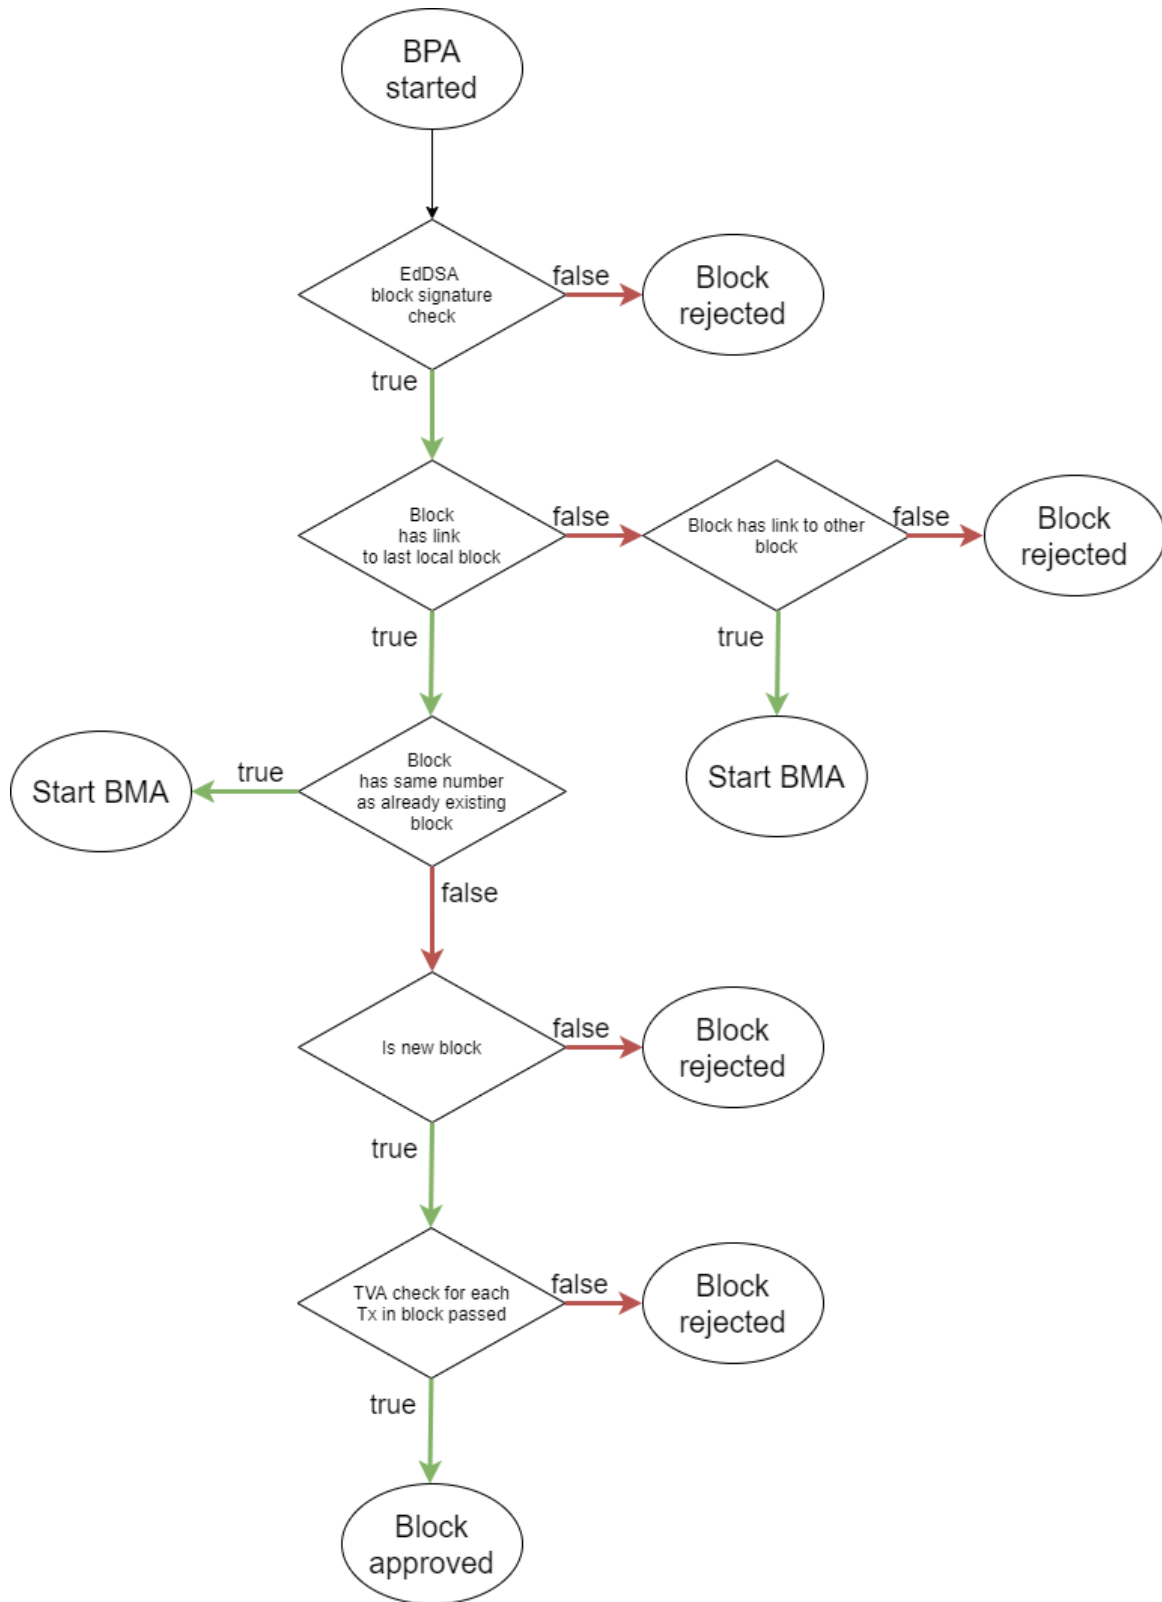 BPA
started
EdDSA
block signature
check
false
Block
rejected
true
Block
has link
to last local block
false
Block has link to other
block
false
Block
rejected
true
true
Start BMA
Start BMA
true
Block
has same number
as already existing
block
false
Is new block
false
Block
rejected
true
TVA check for each
Tx in block passed
false
Block
rejected
true
Block
approved